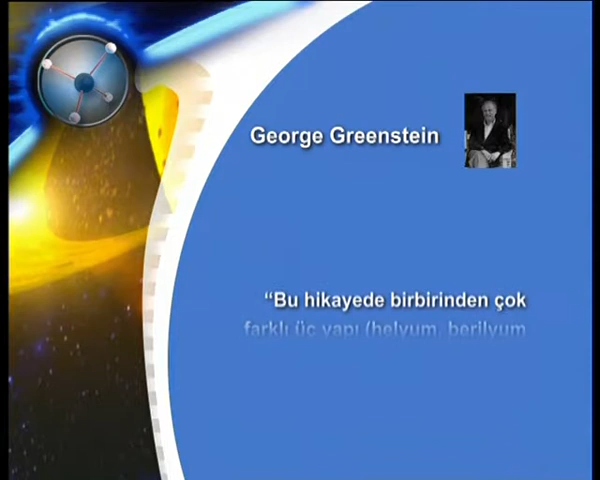 George Greenstein
“Bu hikayede birbirinden çok
farklı üç yapı (helyum, berilyum